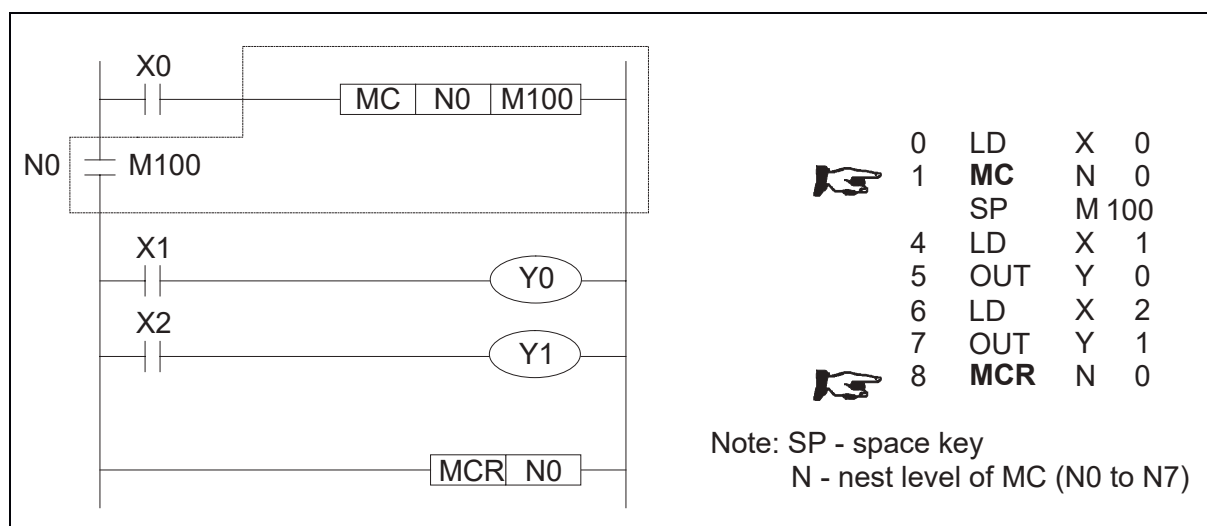 X0
MC N0 M100
N0 M100
X1
Y0
X2
Y1
MCR N0
0 LD X 0
1 MC N 0
SP M 100
4 LD X 1
5 OUT Y 0
6 LD X 2
7 OUT Y 1
8 MCR N 0
Note: SP - space key
N - nest level of MC (N0 to N7)